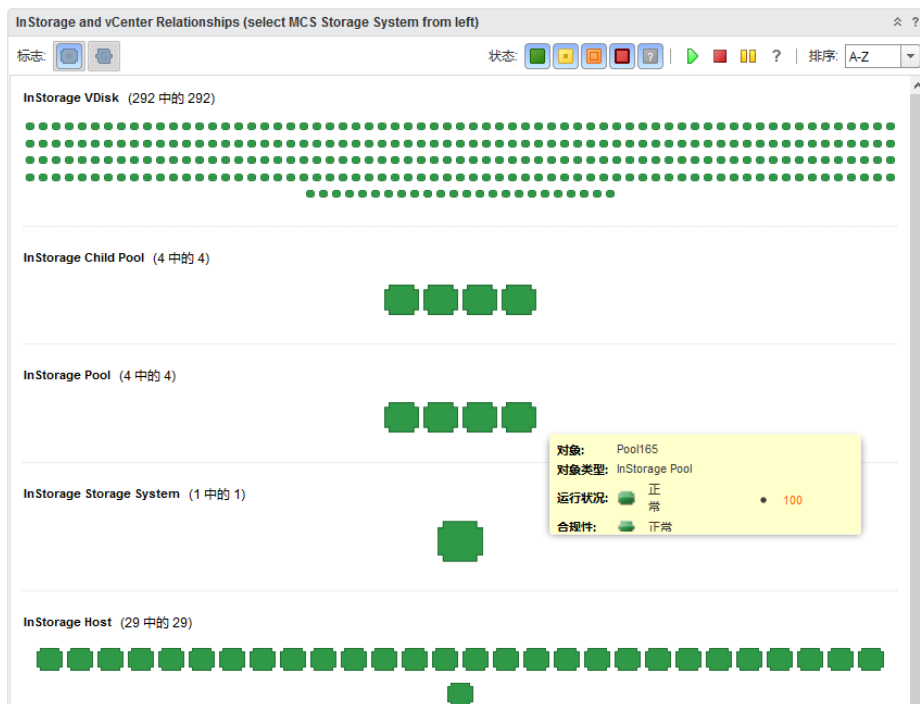 InStorage and vCenter Relationships (select MCS Storage System from left)
?
标志:
状态:
?
?
排序:
A-Z
InStorage VDisk (292 中的 292)
InStorage Child Pool (4 中的 4)
InStorage Pool (4 中的 4)
对象: Pool165
对象类型: InStorage Pool
运行状况: 正
常
100
合规性: 正常
InStorage Storage System (1 中的 1)
InStorage Host (29 中的 29)